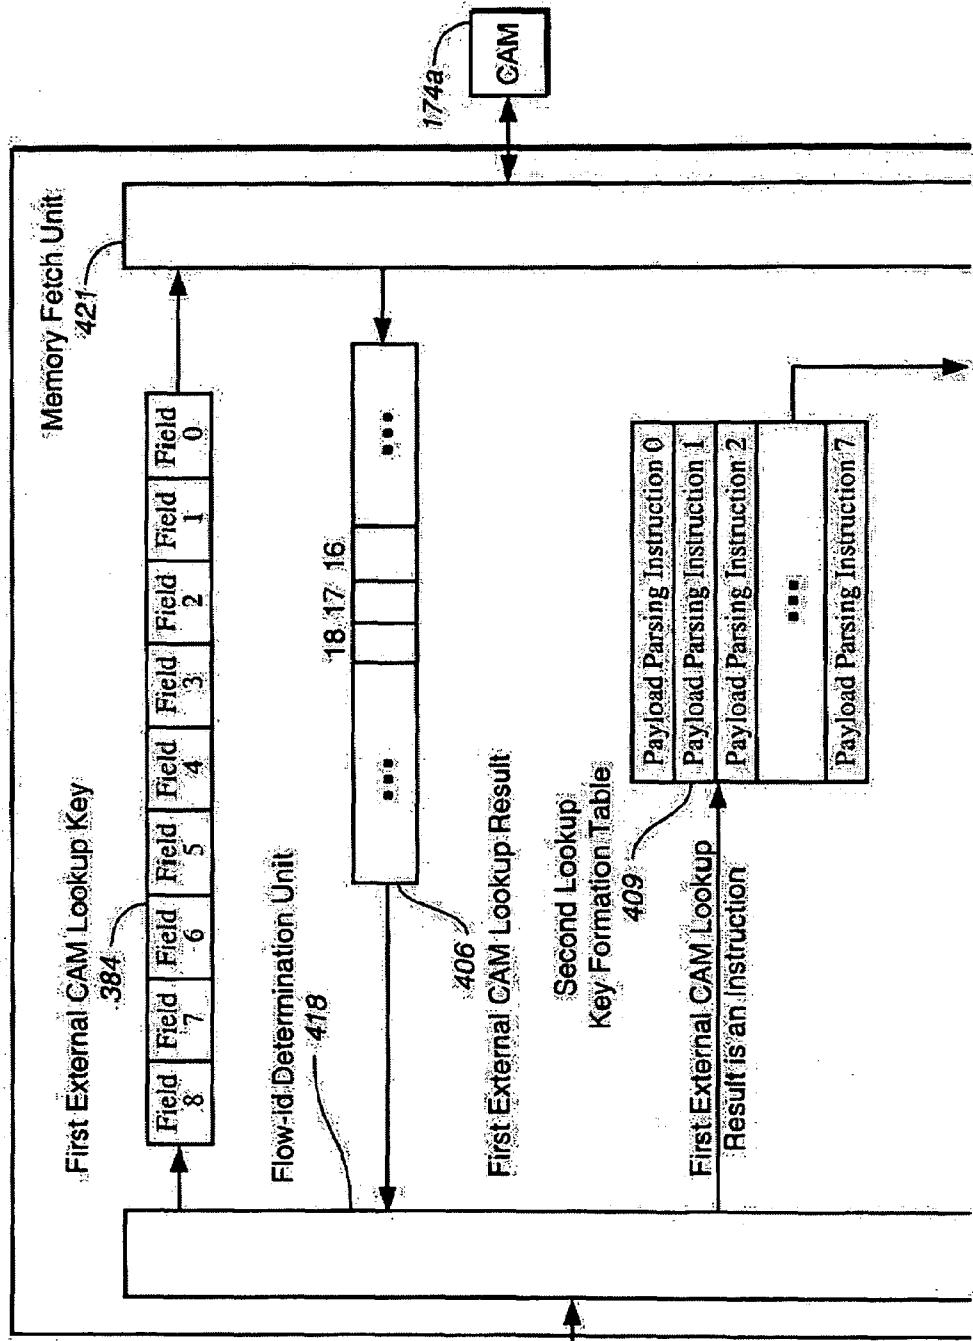 First External CAM Lookup Key
384
Field 8
Field 7
Field 6
Field 5
Field 4
Field 3
Field 2
Field 1
Field 0
Memory Fetch Unit
421
174a
CAM
Flow-id Determination Unit
418
18 17 16
...
...
406
First External CAM Lookup Result
Second Lookup
Key Formation Table
409
First External CAM Lookup
Result is an Instruction
Payload Parsing Instruction 0
Payload Parsing Instruction 1
Payload Parsing Instruction 2
...
Payload Parsing Instruction 7